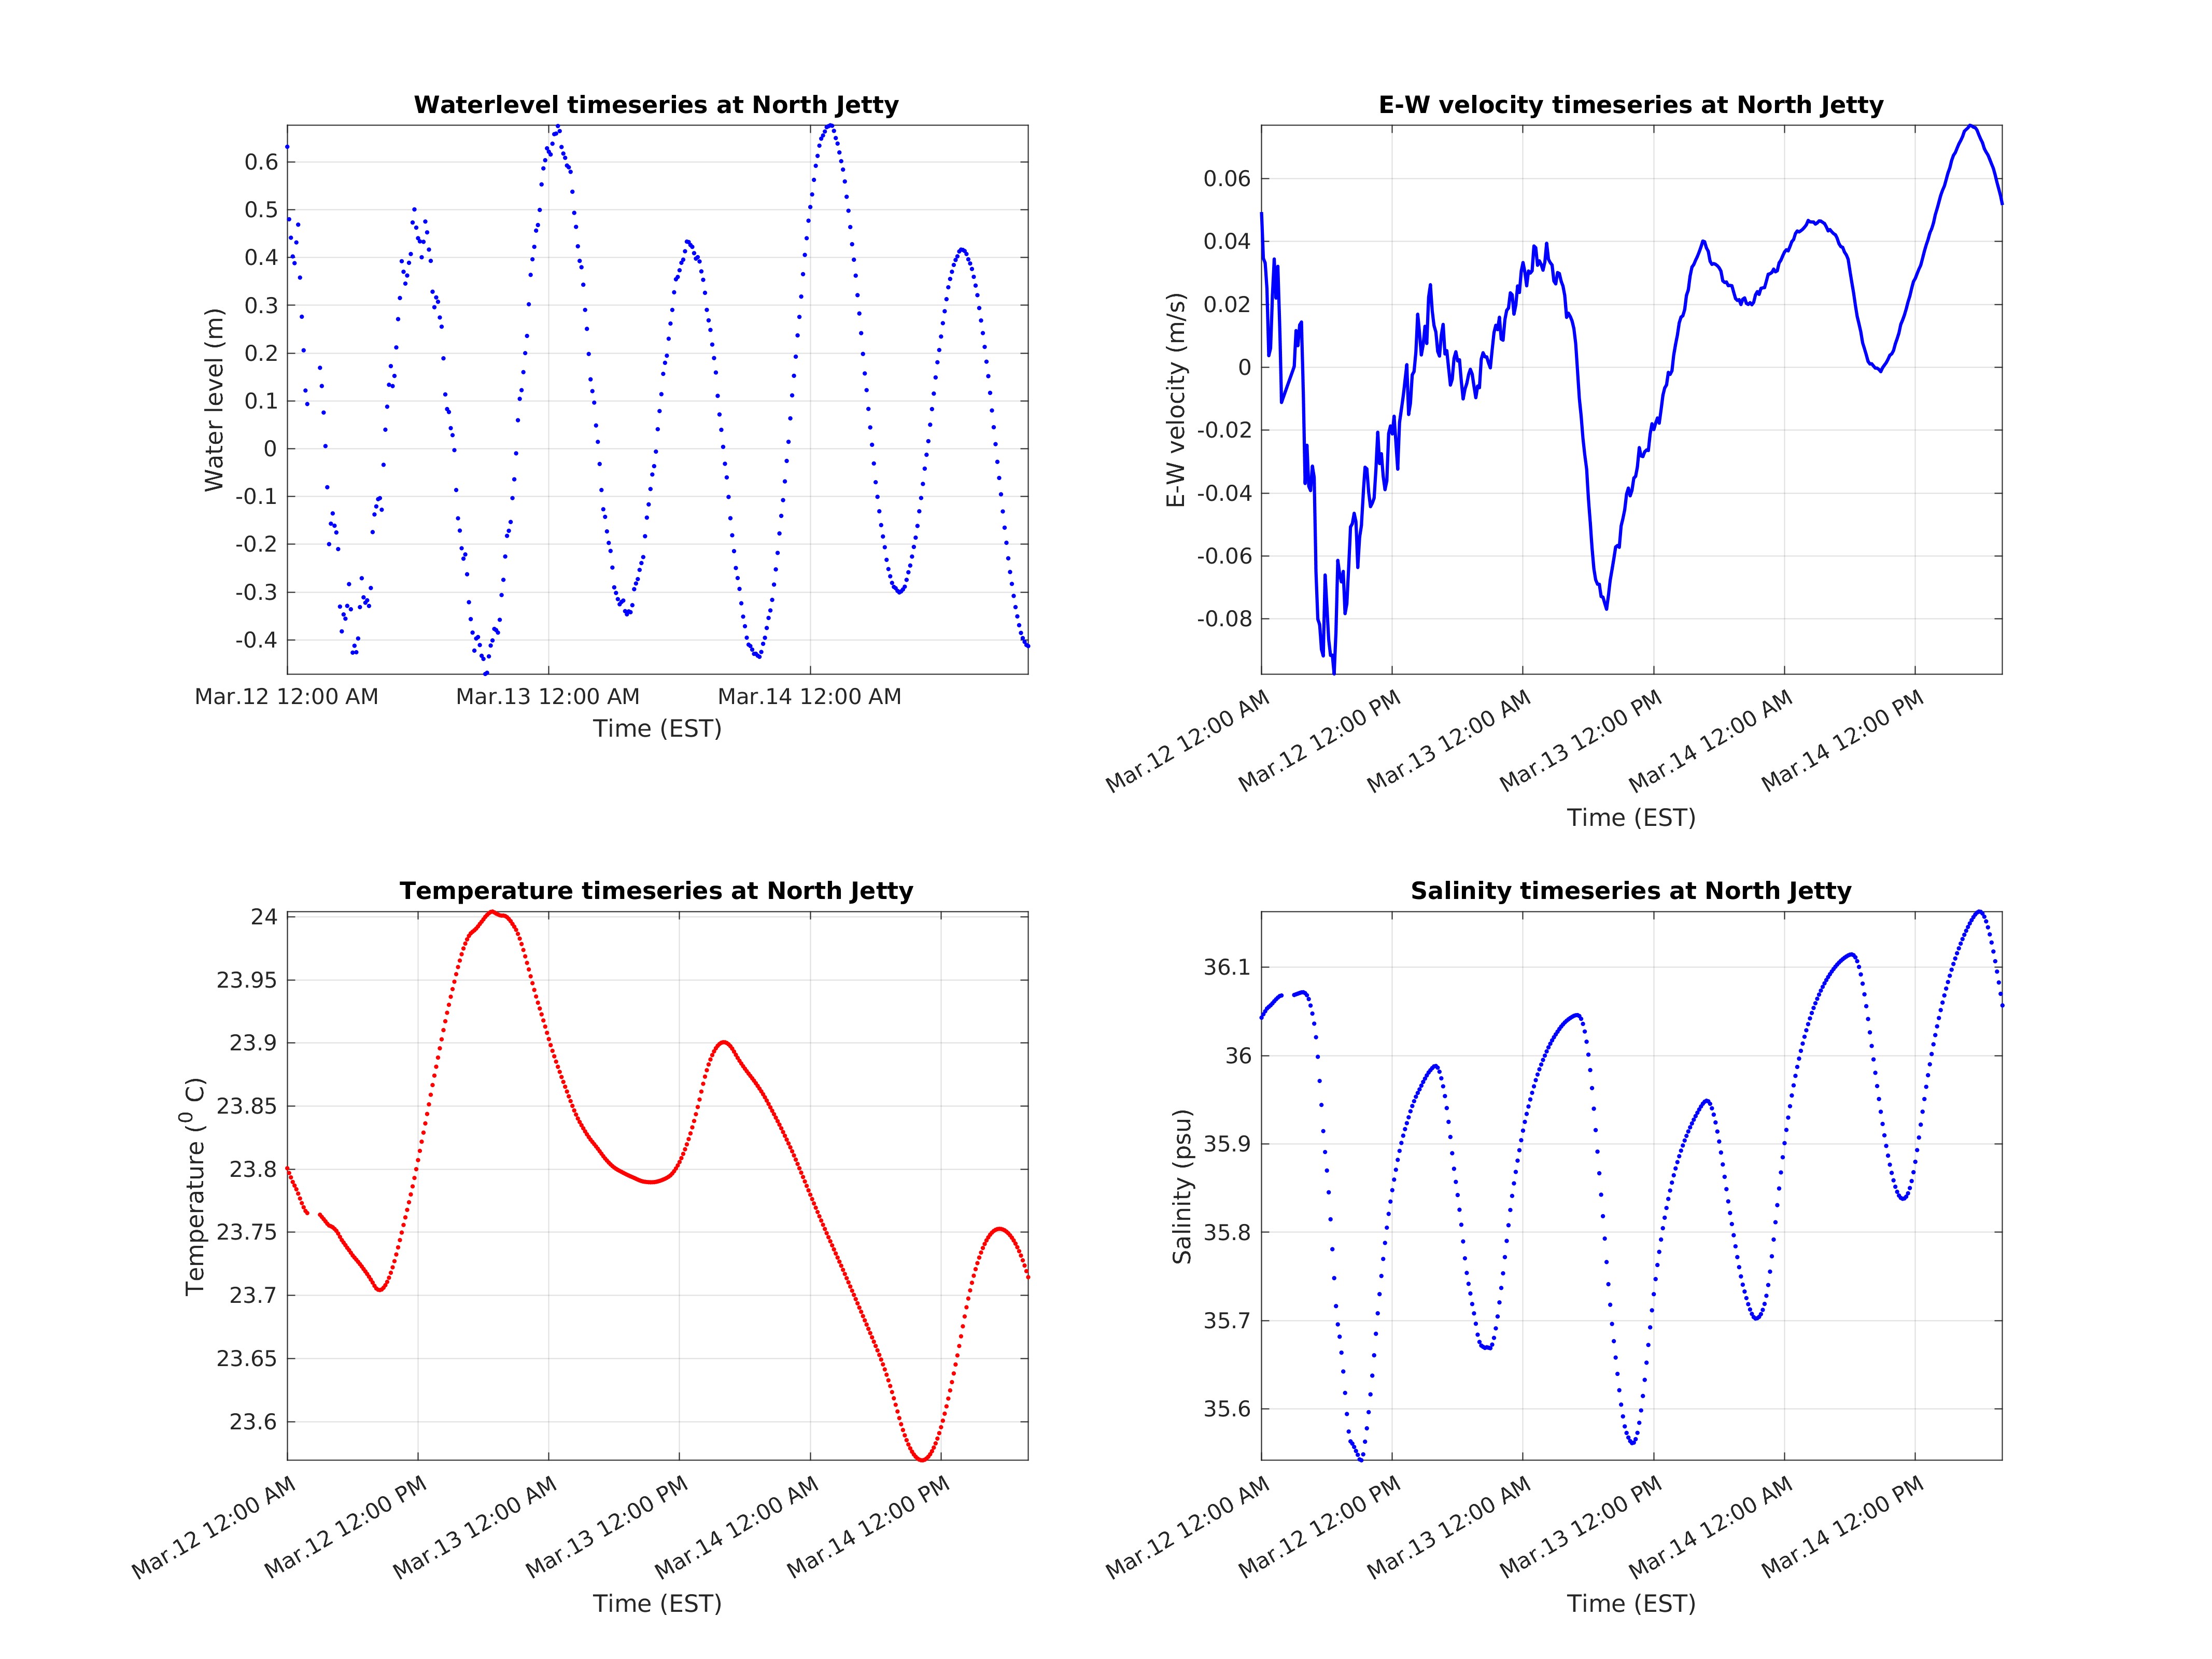 Waterlevel timeseries at North Jetty
0.6
0.5
0.4
0.3
0.2
0.1
0
-0.1
-0.2
-0.3
-0.4
Water level (m)
Mar.12 12:00 AM
Mar.13 12:00 AM
Mar.14 12:00 AM
Time (EST)
E-W velocity timeseries at North Jetty
0.06
0.04
0.02
0
-0.02
-0.04
-0.06
-0.08
E-W velocity (m/s)
Mar.12 12:00 AM
Mar.12 12:00 PM
Mar.13 12:00 AM
Mar.13 12:00 PM
Mar.14 12:00 AM
Mar.14 12:00 PM
Time (EST)
Temperature timeseries at North Jetty
24
23.95
23.9
23.85
23.8
23.75
23.7
23.65
23.6
Temperature (⁰ C)
Mar.12 12:00 AM
Mar.12 12:00 PM
Mar.13 12:00 AM
Mar.13 12:00 PM
Mar.14 12:00 AM
Mar.14 12:00 PM
Time (EST)
Salinity timeseries at North Jetty
36.1
36
35.9
35.8
35.7
35.6
Salinity (psu)
Mar.12 12:00 AM
Mar.12 12:00 PM
Mar.13 12:00 AM
Mar.13 12:00 PM
Mar.14 12:00 AM
Mar.14 12:00 PM
Time (EST)